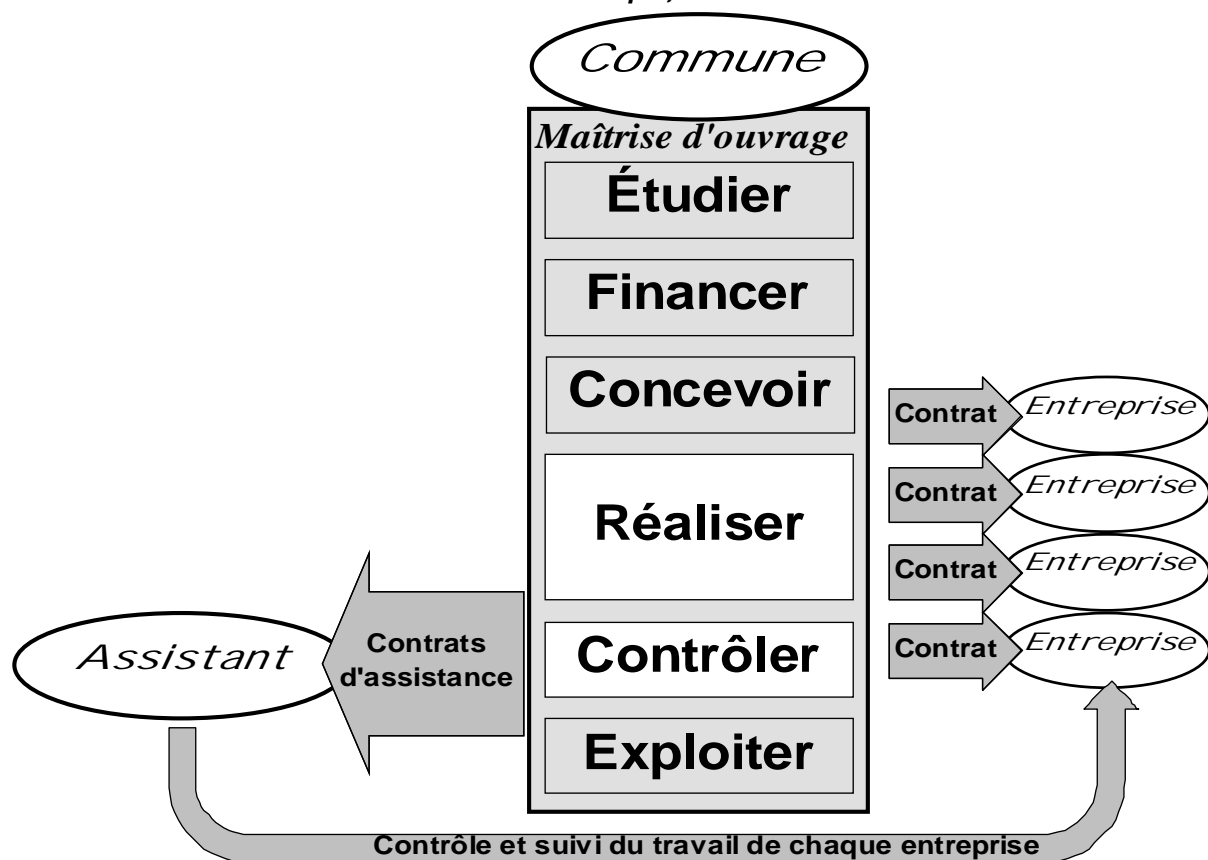 Commune
Maîtrise d'ouvrage
Étudier
Financer
Concevoir
Réaliser
Contrôler
Exploiter
Contrat
Entreprise
Contrat
Entreprise
Contrat
Entreprise
Contrat
Entreprise
Assistant
Contrats
d'assistance
Contrôle et suivi du travail de chaque entreprise